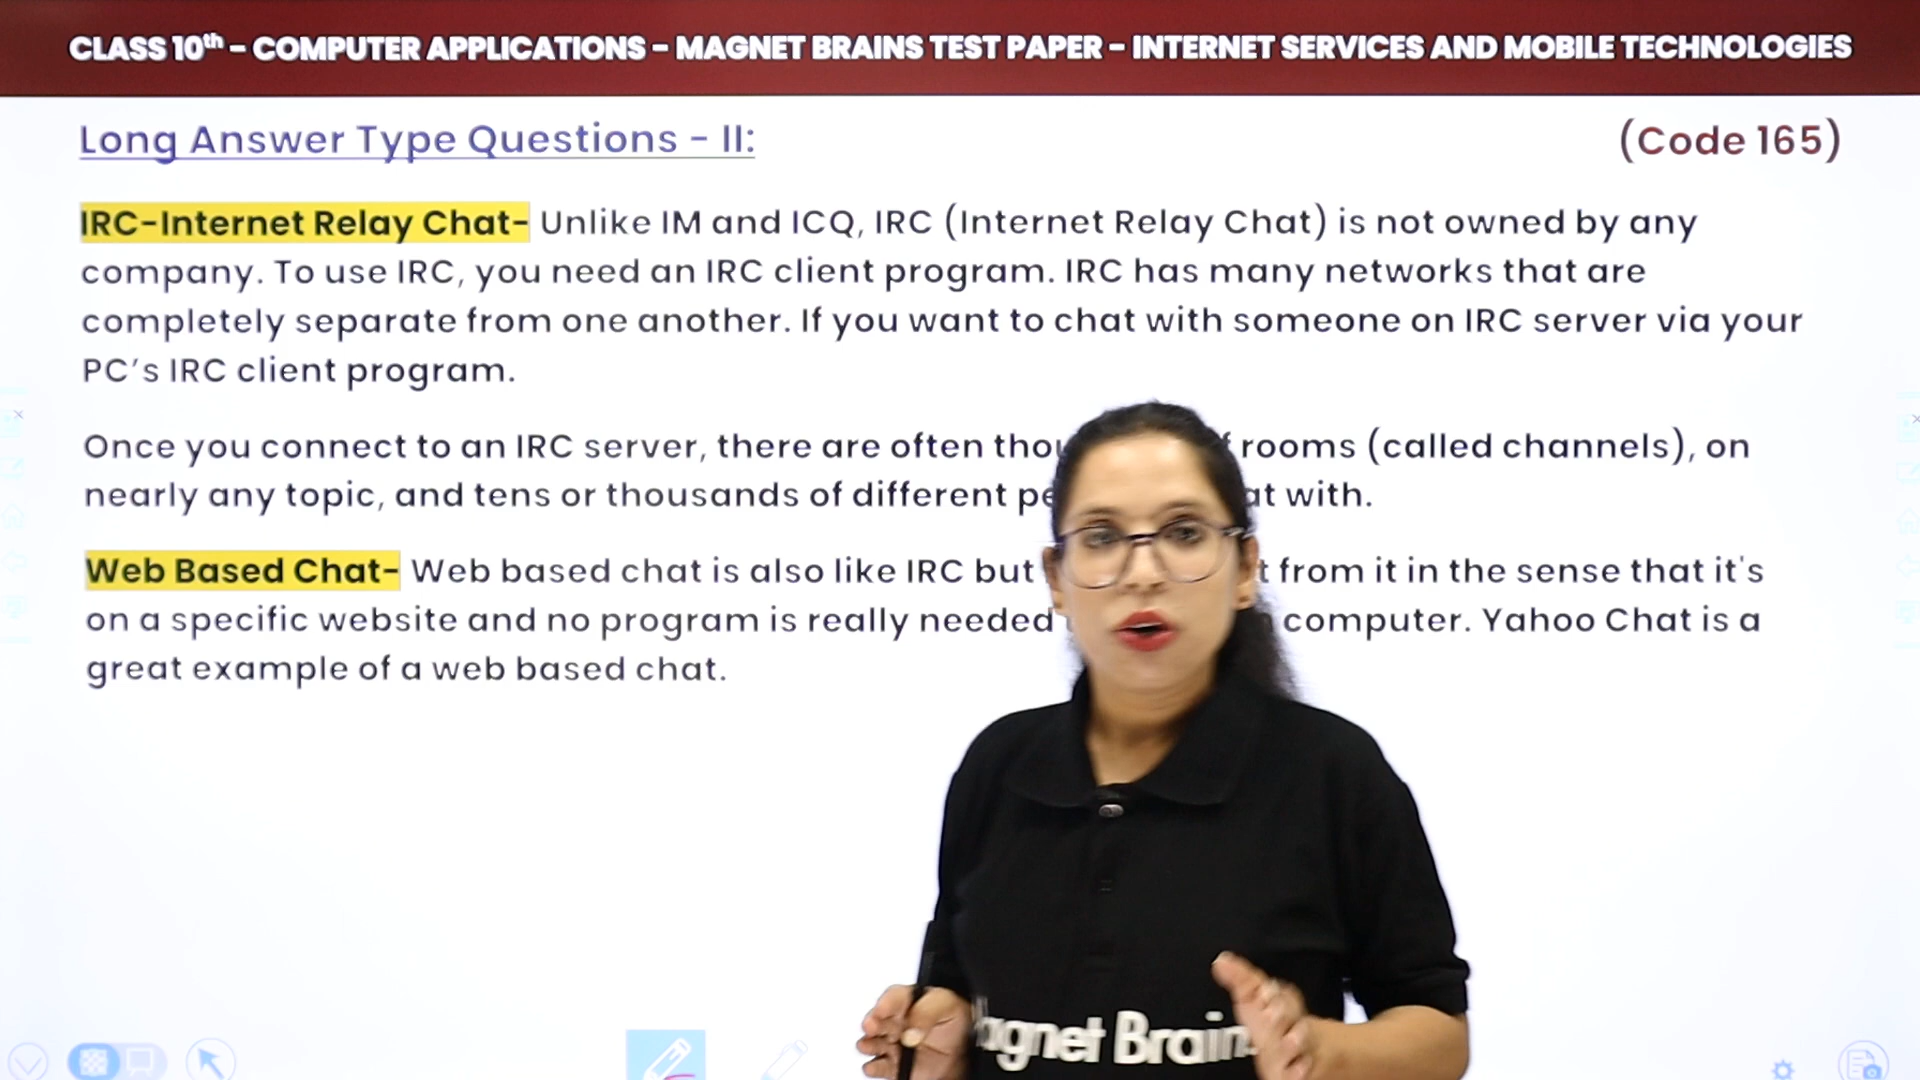 CLASS 10th - COMPUTER APPLICATIONS - MAGNET BRAINS TEST PAPER - INTERNET SERVICES AND MOBILE TECHNOLOGIES
Long Answer Type Questions - II:
(Code 165)
IRC-Internet Relay Chat- Unlike IM and ICQ, IRC (Internet Relay Chat) is not owned by any
company. To use IRC, you need an IRC client program. IRC has many networks that are
completely separate from one another. If you want to chat with someone on IRC server via your
PC's IRC client program.
Once you connect to an IRC server, there are often rooms (called channels), on
nearly any topic, and tens or thousands of different with.
Web Based Chat- Web based chat is also like IRC but from it in the sense that it's
on a specific website and no program is really needed computer. Yahoo Chat is a
great example of a web based chat.
Magnet Brains